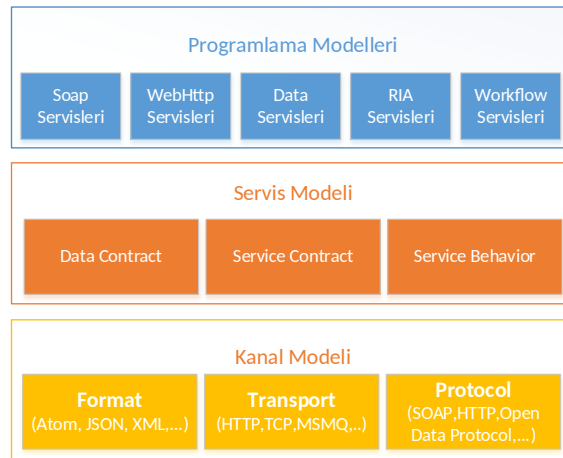 Programlama Modelleri
Soap
Servisleri
WebHttp
Servisleri
Data
Servisleri
RIA
Servisleri
Workflow
Servisleri
Servis Modeli
Data Contract
Service Contract
Service Behavior
Kanal Modeli
Format
(Atom, JSON, XML,...)
Transport
(HTTP,TCP,MSMQ,..)
Protocol
(SOAP,HTTP,Open
Data Protocol,...)